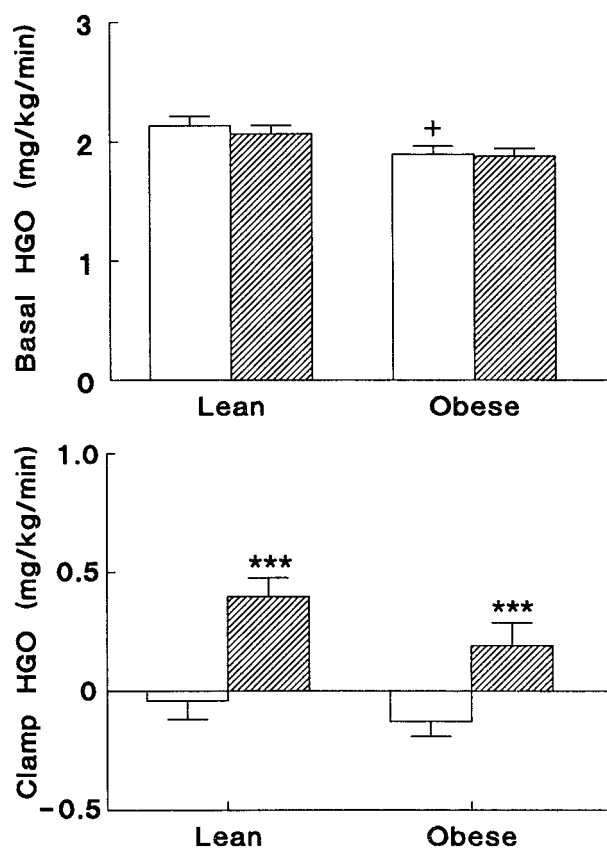 Basal HGO (mg/kg/min)
3
2
1
0
+
Lean Obese
Clamp HGO (mg/kg/min)
1.0
0.5
0
-0.5
***
***
Lean Obese